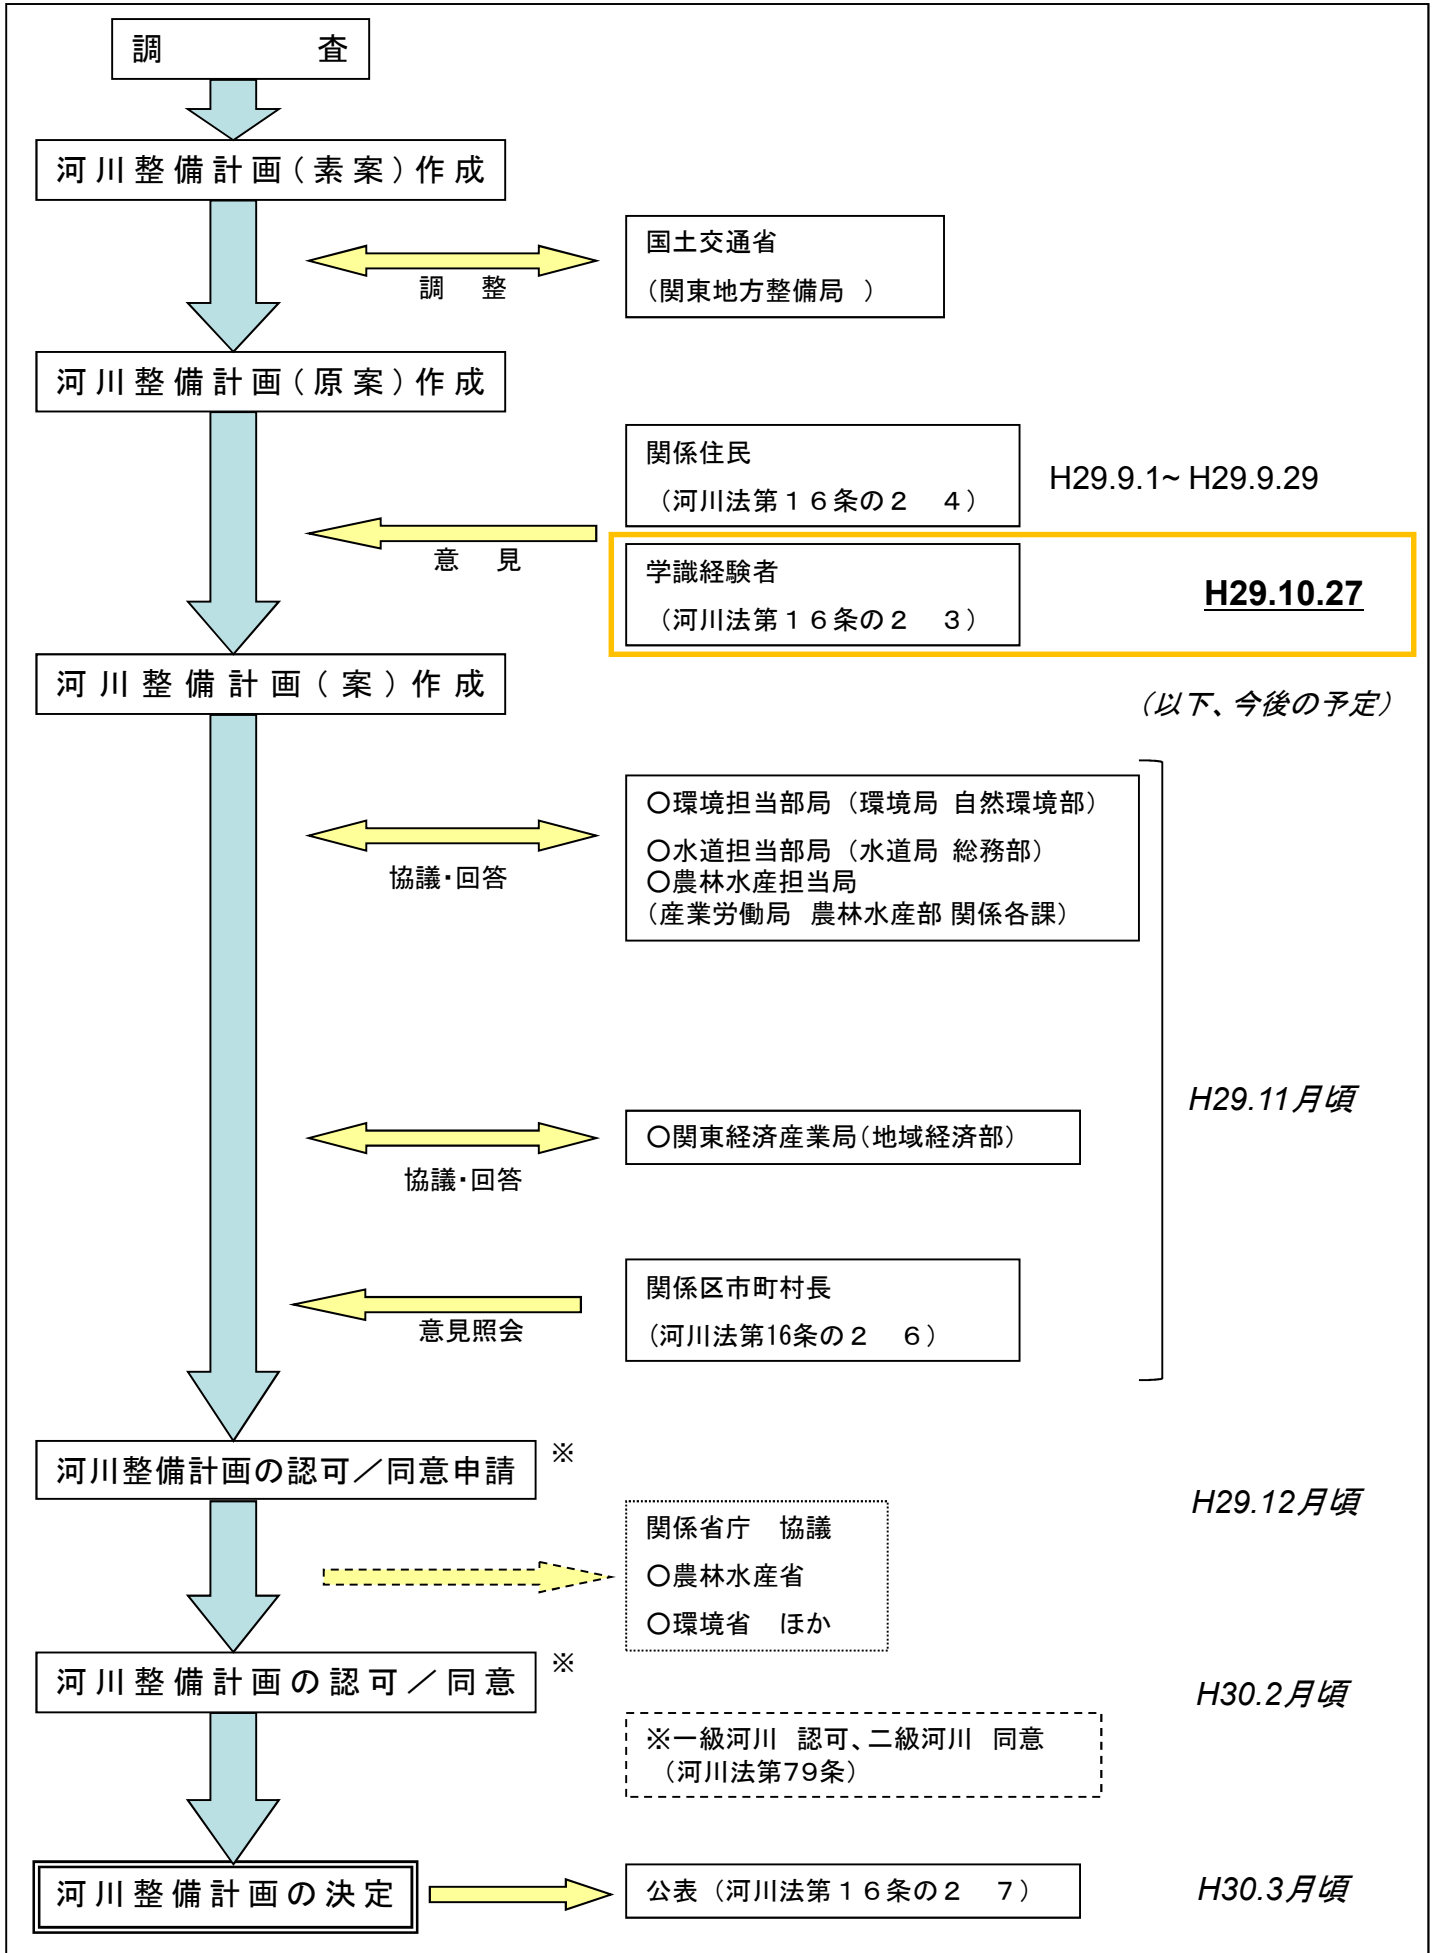 調　　　査
河川整備計画（素案）作成
国土交通省
（関東地方整備局　）
調　整
河川整備計画（原案）作成
関係住民
（河川法第１６条の２　４）
H29.9.1~ H29.9.29
意　見
学識経験者
（河川法第１６条の２　３）
H29.10.27
河川整備計画（案）作成
（以下、今後の予定）
○環境担当部局（環境局 自然環境部）
○水道担当部局（水道局 総務部）
○農林水産担当局
（産業労働局　農林水産部 関係各課）
協議・回答
H29.11月頃
○関東経済産業局（地域経済部）
協議・回答
関係区市町村長
（河川法第16条の２　６）
意見照会
河川整備計画の認可／同意申請 ※
H29.12月頃
関係省庁　協議
○農林水産省
○環境省　ほか
河川整備計画の認可／同意 ※
H30.2月頃
※一級河川　認可、二級河川　同意
（河川法第７９条）
河川整備計画の決定
公表（河川法第１６条の２　７）
H30.3月頃